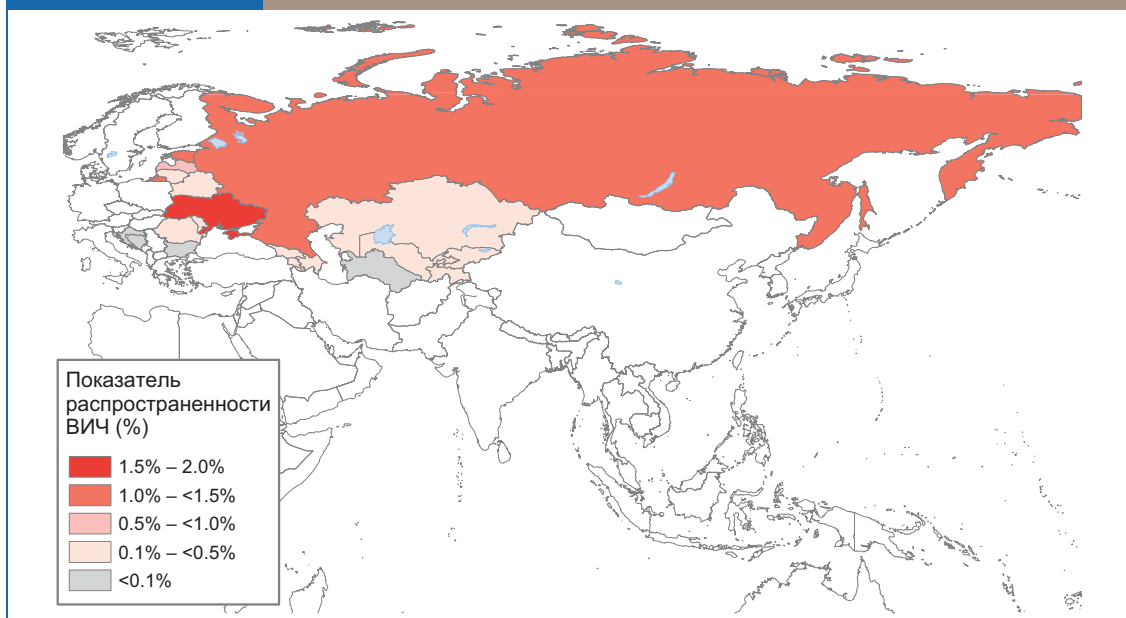 Показатель
распространенности
ВИЧ (%)
1.5% – 2.0%
1.0% – <1.5%
0.5% – <1.0%
0.1% – <0.5%
<0.1%